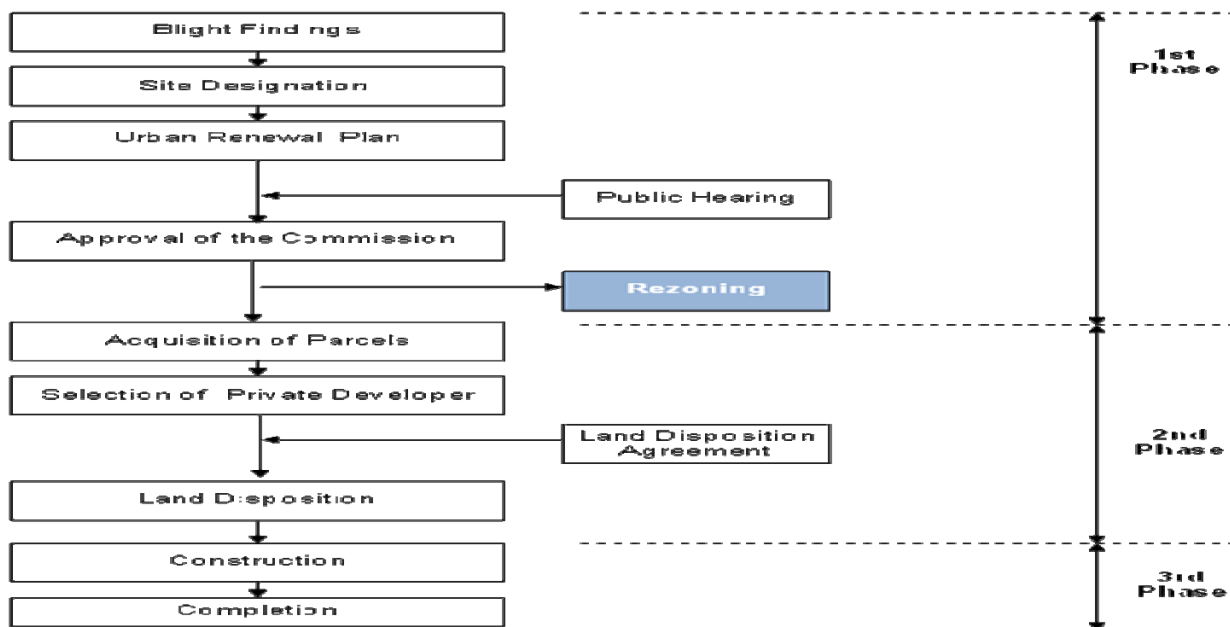 Blight Findings
1st
Phase
Site Designation
Urban Renewal Plan
Public Hearing
Approval of the Commission
Rezoning
Acquisition of Parcels
Selection of Private Developer
Land Disposition
Agreement
2nd
Phase
Land Disposition
Construction
3rd
Phase
Completion